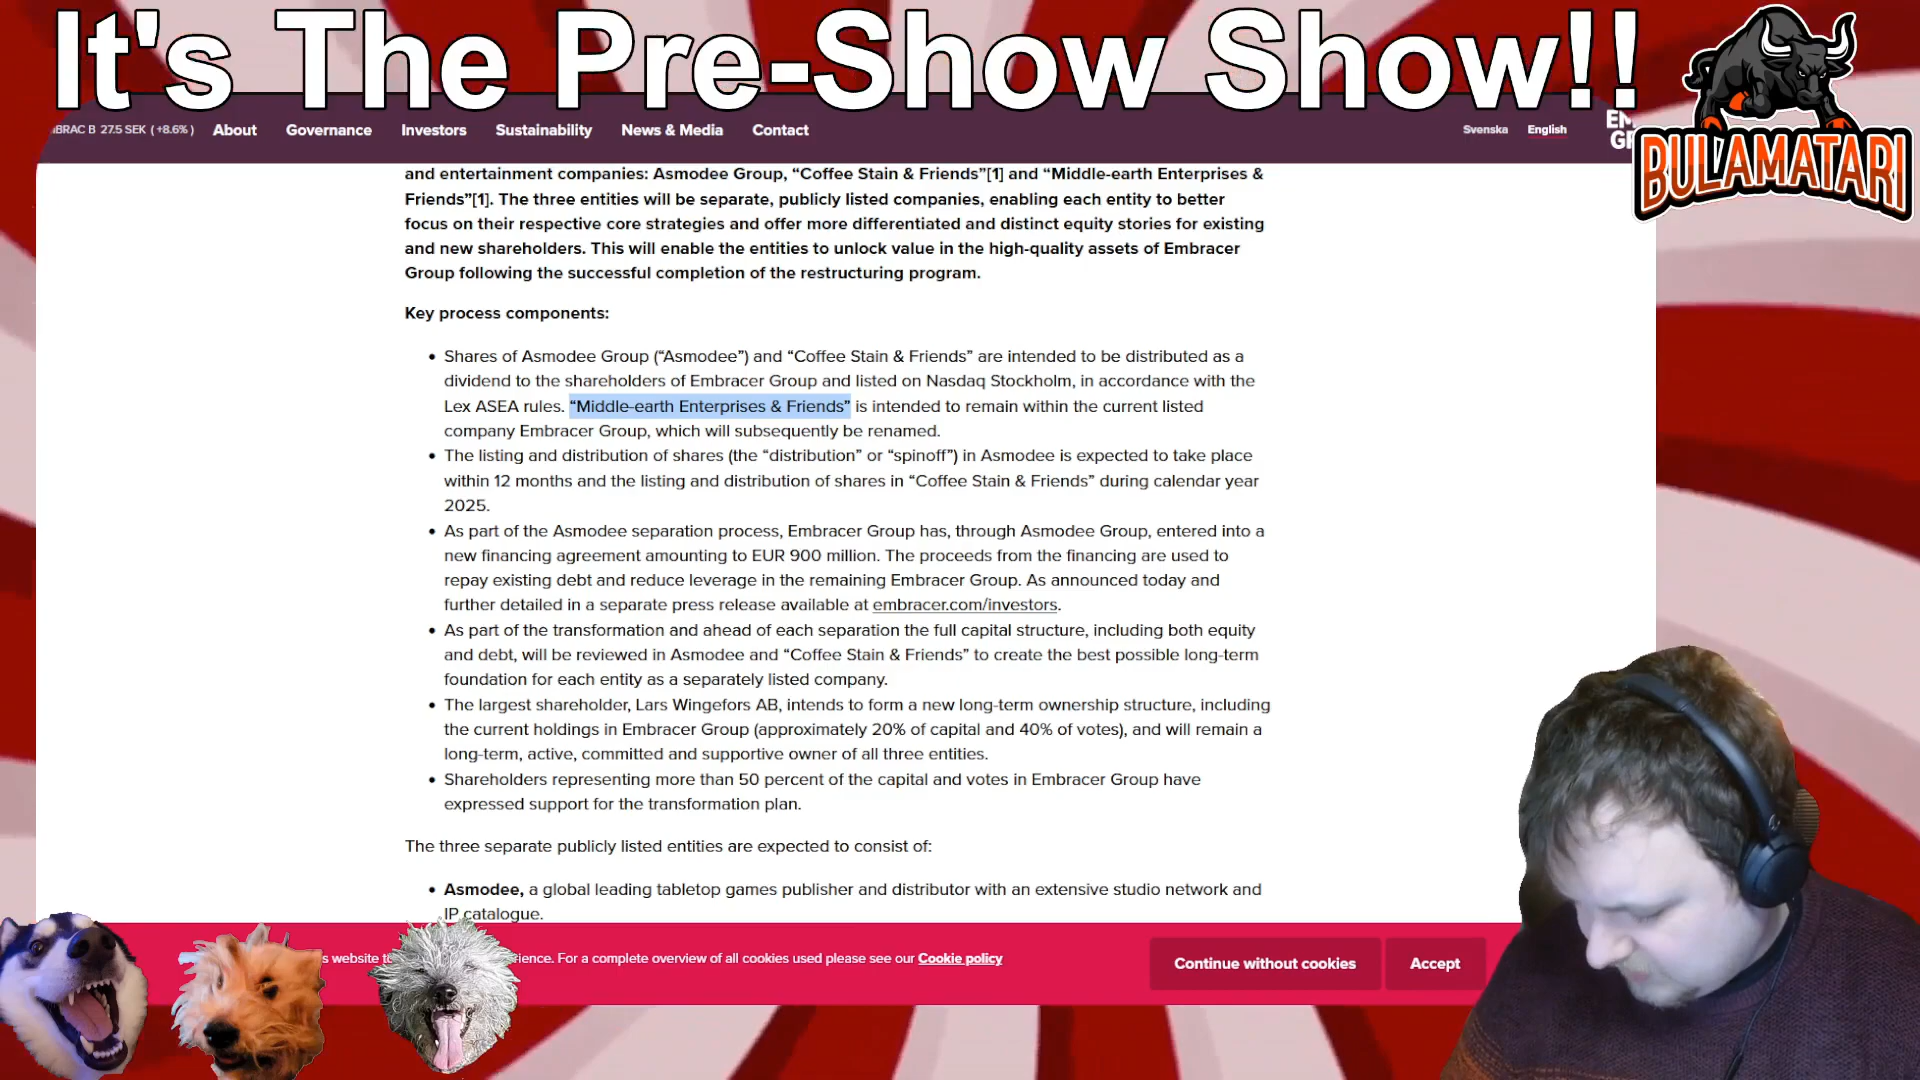 It's The Pre-Show Show!!
BRAC B 27.5 SEK ( +8.6% ) About Governance Investors Sustainability News & Media Contact Svenska English
BULAMATARI
and entertainment companies: Asmodee Group, “Coffee Stain & Friends”[1] and “Middle-earth Enterprises &
Friends”[1]. The three entities will be separate, publicly listed companies, enabling each entity to better
focus on their respective core strategies and offer more differentiated and distinct equity stories for existing
and new shareholders. This will enable the entities to unlock value in the high-quality assets of Embracer
Group following the successful completion of the restructuring program.
Key process components:
• Shares of Asmodee Group (“Asmodee”) and “Coffee Stain & Friends” are intended to be distributed as a
dividend to the shareholders of Embracer Group and listed on Nasdaq Stockholm, in accordance with the
Lex ASEA rules. “Middle-earth Enterprises & Friends” is intended to remain within the current listed
company Embracer Group, which will subsequently be renamed.
• The listing and distribution of shares (the “distribution” or “spinoff”) in Asmodee is expected to take place
within 12 months and the listing and distribution of shares in “Coffee Stain & Friends” during calendar year
2025.
• As part of the Asmodee separation process, Embracer Group has, through Asmodee Group, entered into a
new financing agreement amounting to EUR 900 million. The proceeds from the financing are used to
repay existing debt and reduce leverage in the remaining Embracer Group. As announced today and
further detailed in a separate press release available at embracer.com/investors.
• As part of the transformation and ahead of each separation the full capital structure, including both equity
and debt, will be reviewed in Asmodee and “Coffee Stain & Friends” to create the best possible long-term
foundation for each entity as a separately listed company.
• The largest shareholder, Lars Wingefors AB, intends to form a new long-term ownership structure, including
the current holdings in Embracer Group (approximately 20% of capital and 40% of votes), and will remain a
long-term, active, committed and supportive owner of all three entities.
• Shareholders representing more than 50 percent of the capital and votes in Embracer Group have
expressed support for the transformation plan.
The three separate publicly listed entities are expected to consist of:
• Asmodee, a global leading tabletop games publisher and distributor with an extensive studio network and
IP catalogue.
s website t rience. For a complete overview of all cookies used please see our Cookie policy
Continue without cookies Accept